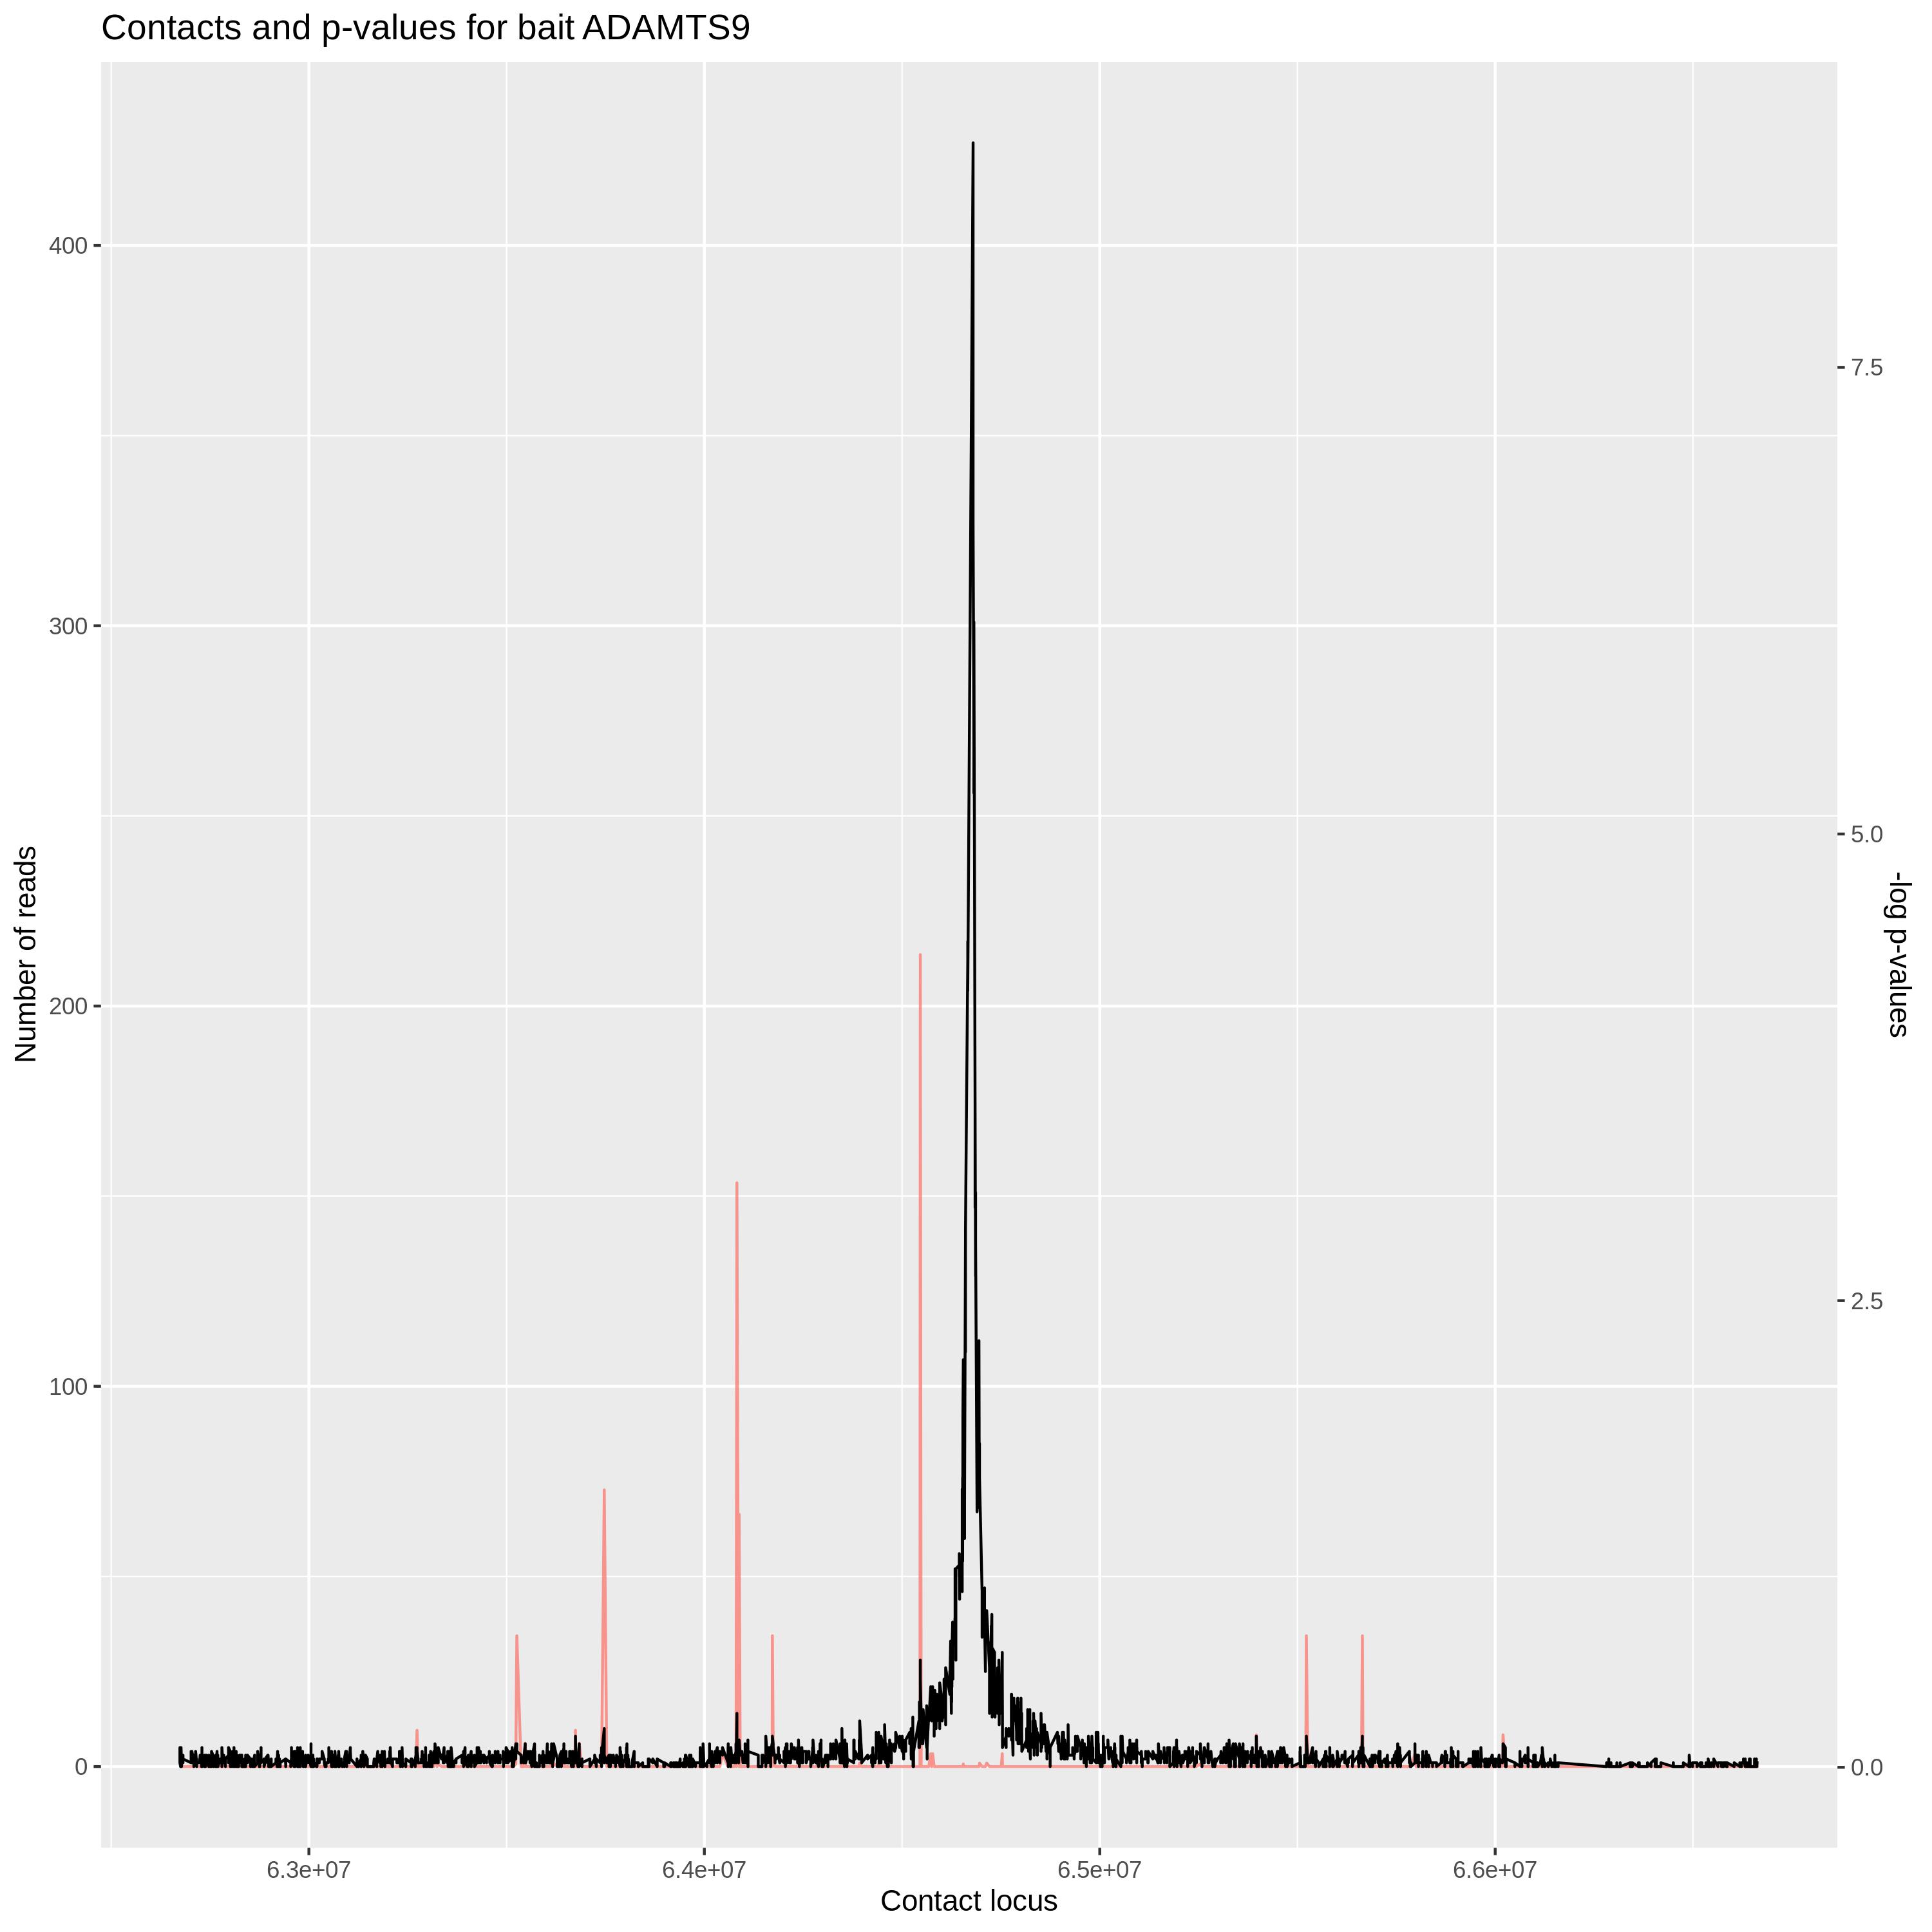 Contacts and p-values for bait ADAMTS9
400
300
200
100
0
7.5
5.0
2.5
0.0
Number of reads
-log p-values
6.3e+07 6.4e+07 6.5e+07 6.6e+07
Contact locus